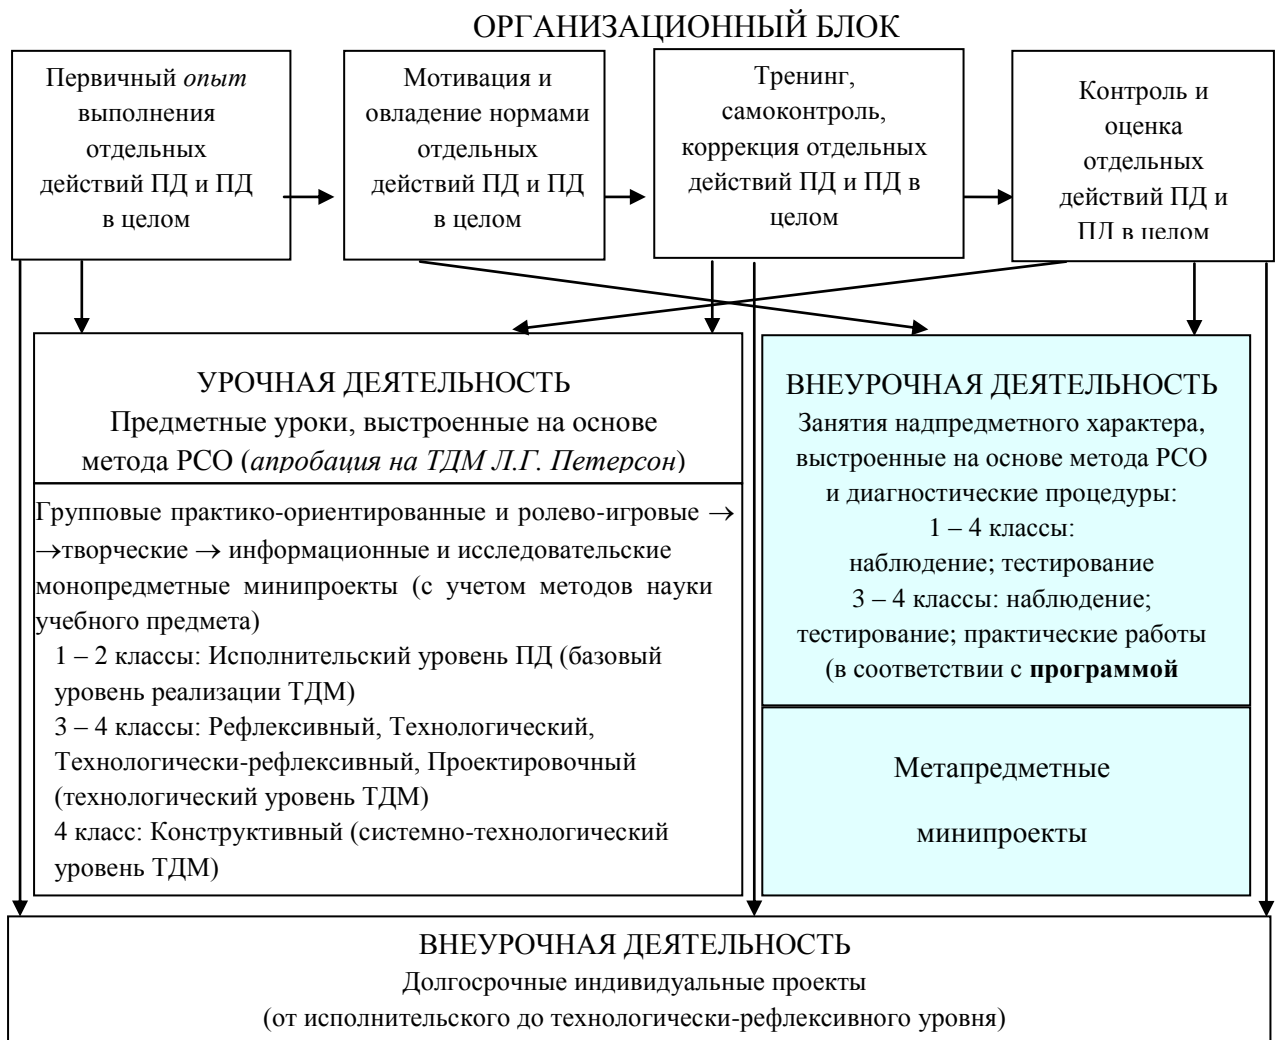 ОРГАНИЗАЦИОННЫЙ БЛОК
Первичный опыт
выполнения
отдельных
действий ПД и ПД
в целом
Мотивация и
овладение нормами
отдельных
действий ПД и ПД
в целом
Тренинг,
самоконтроль,
коррекция отдельных
действий ПД и ПД в
целом
Контроль и
оценка
отдельных
действий ПД и
ПД в целом
УРОЧНАЯ ДЕЯТЕЛЬНОСТЬ
Предметные уроки, выстроенные на основе
метода РСО (апробация на ТДМ Л.Г. Петерсон)
Групповые практико-ориентированные и ролево-игровые →
→творческие → информационные и исследовательские
монопредметные минипроекты (с учетом методов науки
учебного предмета)
1 – 2 классы: Исполнительский уровень ПД (базовый
уровень реализации ТДМ)
3 – 4 классы: Рефлексивный, Технологический,
Технологически-рефлексивный, Проектировочный
(технологический уровень ТДМ)
4 класс: Конструктивный (системно-технологический
уровень ТДМ)
ВНЕУРОЧНАЯ ДЕЯТЕЛЬНОСТЬ
Занятия надпредметного характера,
выстроенные на основе метода РСО
и диагностические процедуры:
1 – 4 классы:
наблюдение; тестирование
3 – 4 классы: наблюдение;
тестирование; практические работы
(в соответствии с программой
Метапредметные
минипроекты
ВНЕУРОЧНАЯ ДЕЯТЕЛЬНОСТЬ
Долгосрочные индивидуальные проекты
(от исполнительского до технологически-рефлексивного уровня)